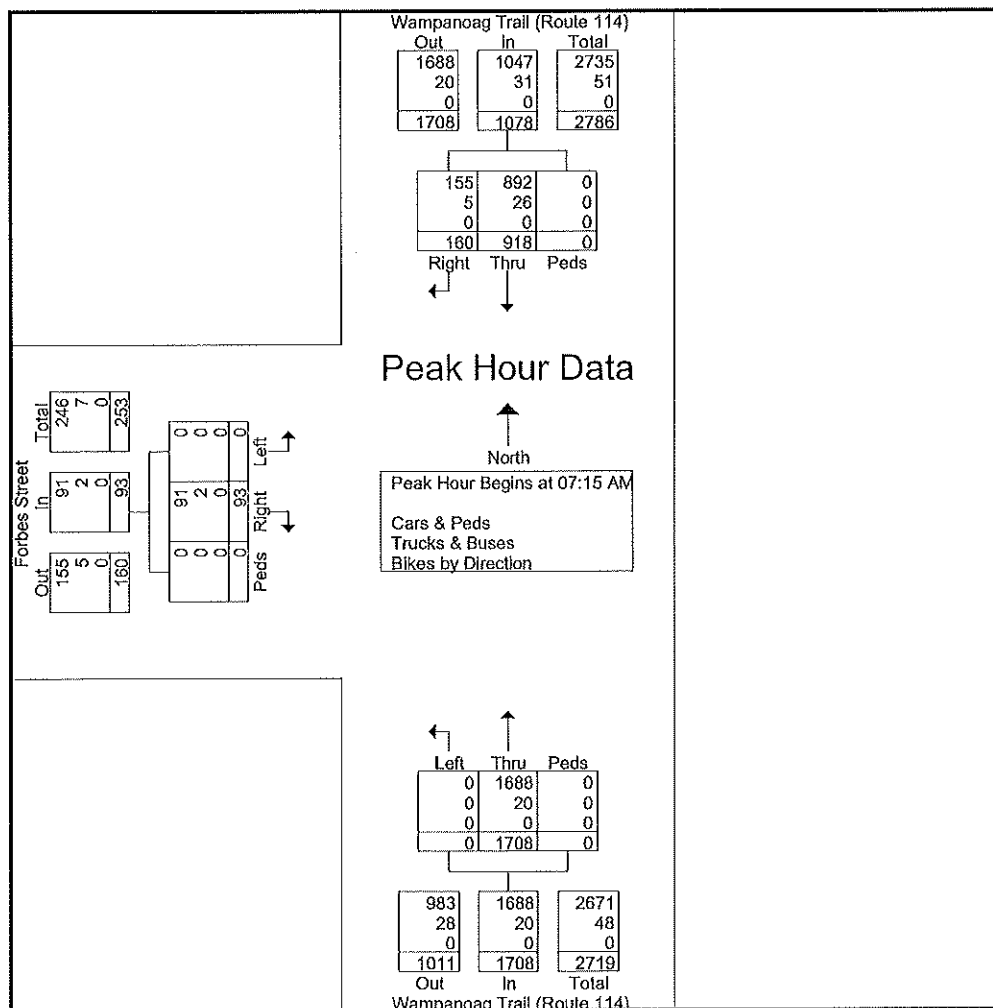 Wampanoag Trail (Route 114)
Out In Total
1688 1047 2735
20 31 51
0 0 0
1708 1078 2786
155 892 0
5 26 0
0 0 0
160 918 0
Right Thru Peds
Peak Hour Data
North
Peak Hour Begins at 07:15 AM
Cars & Peds
Trucks & Buses
Bikes by Direction
Forbes Street
Out In Total
155 91 246
5 2 7
0 0 0
160 93 253
0 91 0
0 2 0
0 0 0
0 93 0
Peds Right Left
Left Thru Peds
0 1688 0
0 20 0
0 0 0
0 1708 0
983 1688 2671
28 20 48
0 0 0
1011 1708 2719
Out In Total
Wampanoag Trail (Route 114)